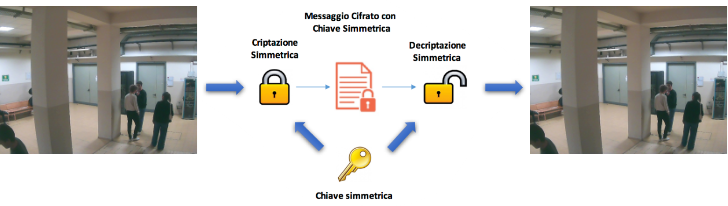 Messaggio Cifrato con
Chiave Simmetrica
Criptazione
Simmetrica
Decriptazione
Simmetrica
Chiave simmetrica